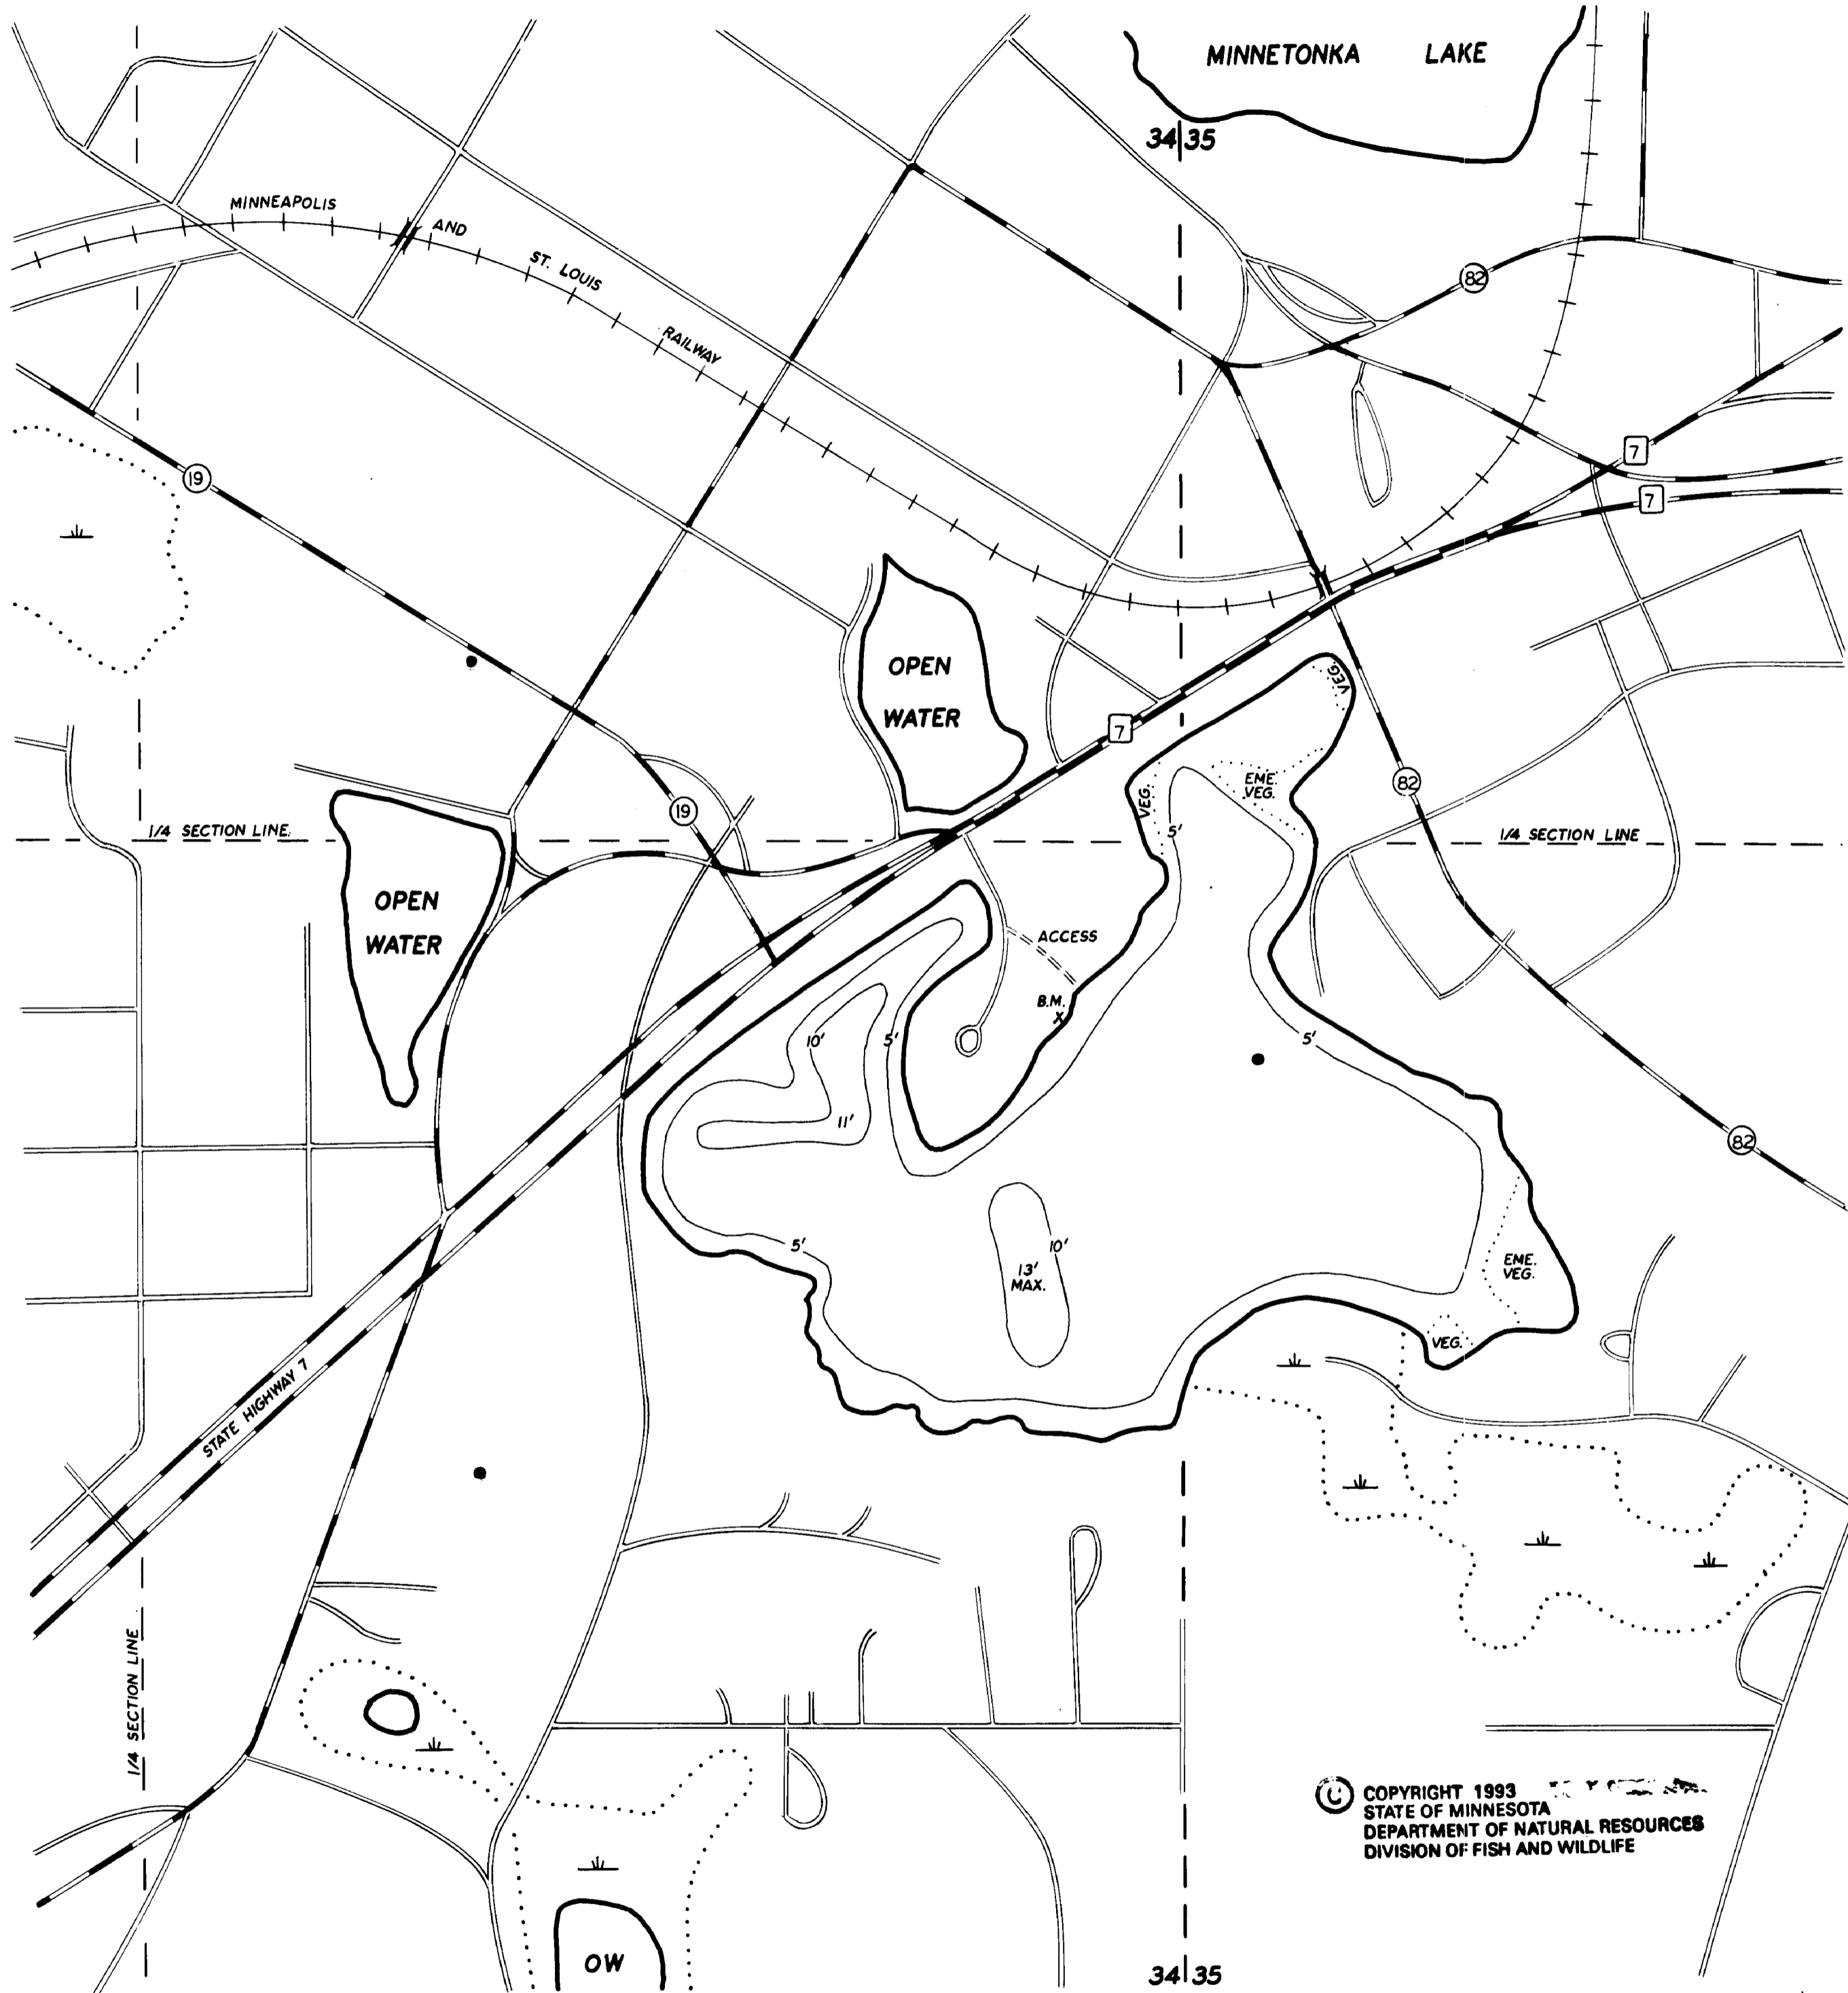 MINNETONKA LAKE
34|35
MINNEAPOLIS
AND
ST. LOUIS
RAILWAY
82
7
7
19
OPEN
WATER
VEG.
7
EME.
VEG.
VEG.
82
19
5'
1/4 SECTION LINE
1/4 SECTION LINE
OPEN
WATER
ACCESS
B.M.
X
10'
5'
5'
11'
82
5'
10'
13'
MAX.
EME.
VEG.
VEG.
STATE HIGHWAY 7
1/4 SECTION LINE
© COPYRIGHT 1993
STATE OF MINNESOTA
DEPARTMENT OF NATURAL RESOURCES
DIVISION OF FISH AND WILDLIFE
OW
34|35